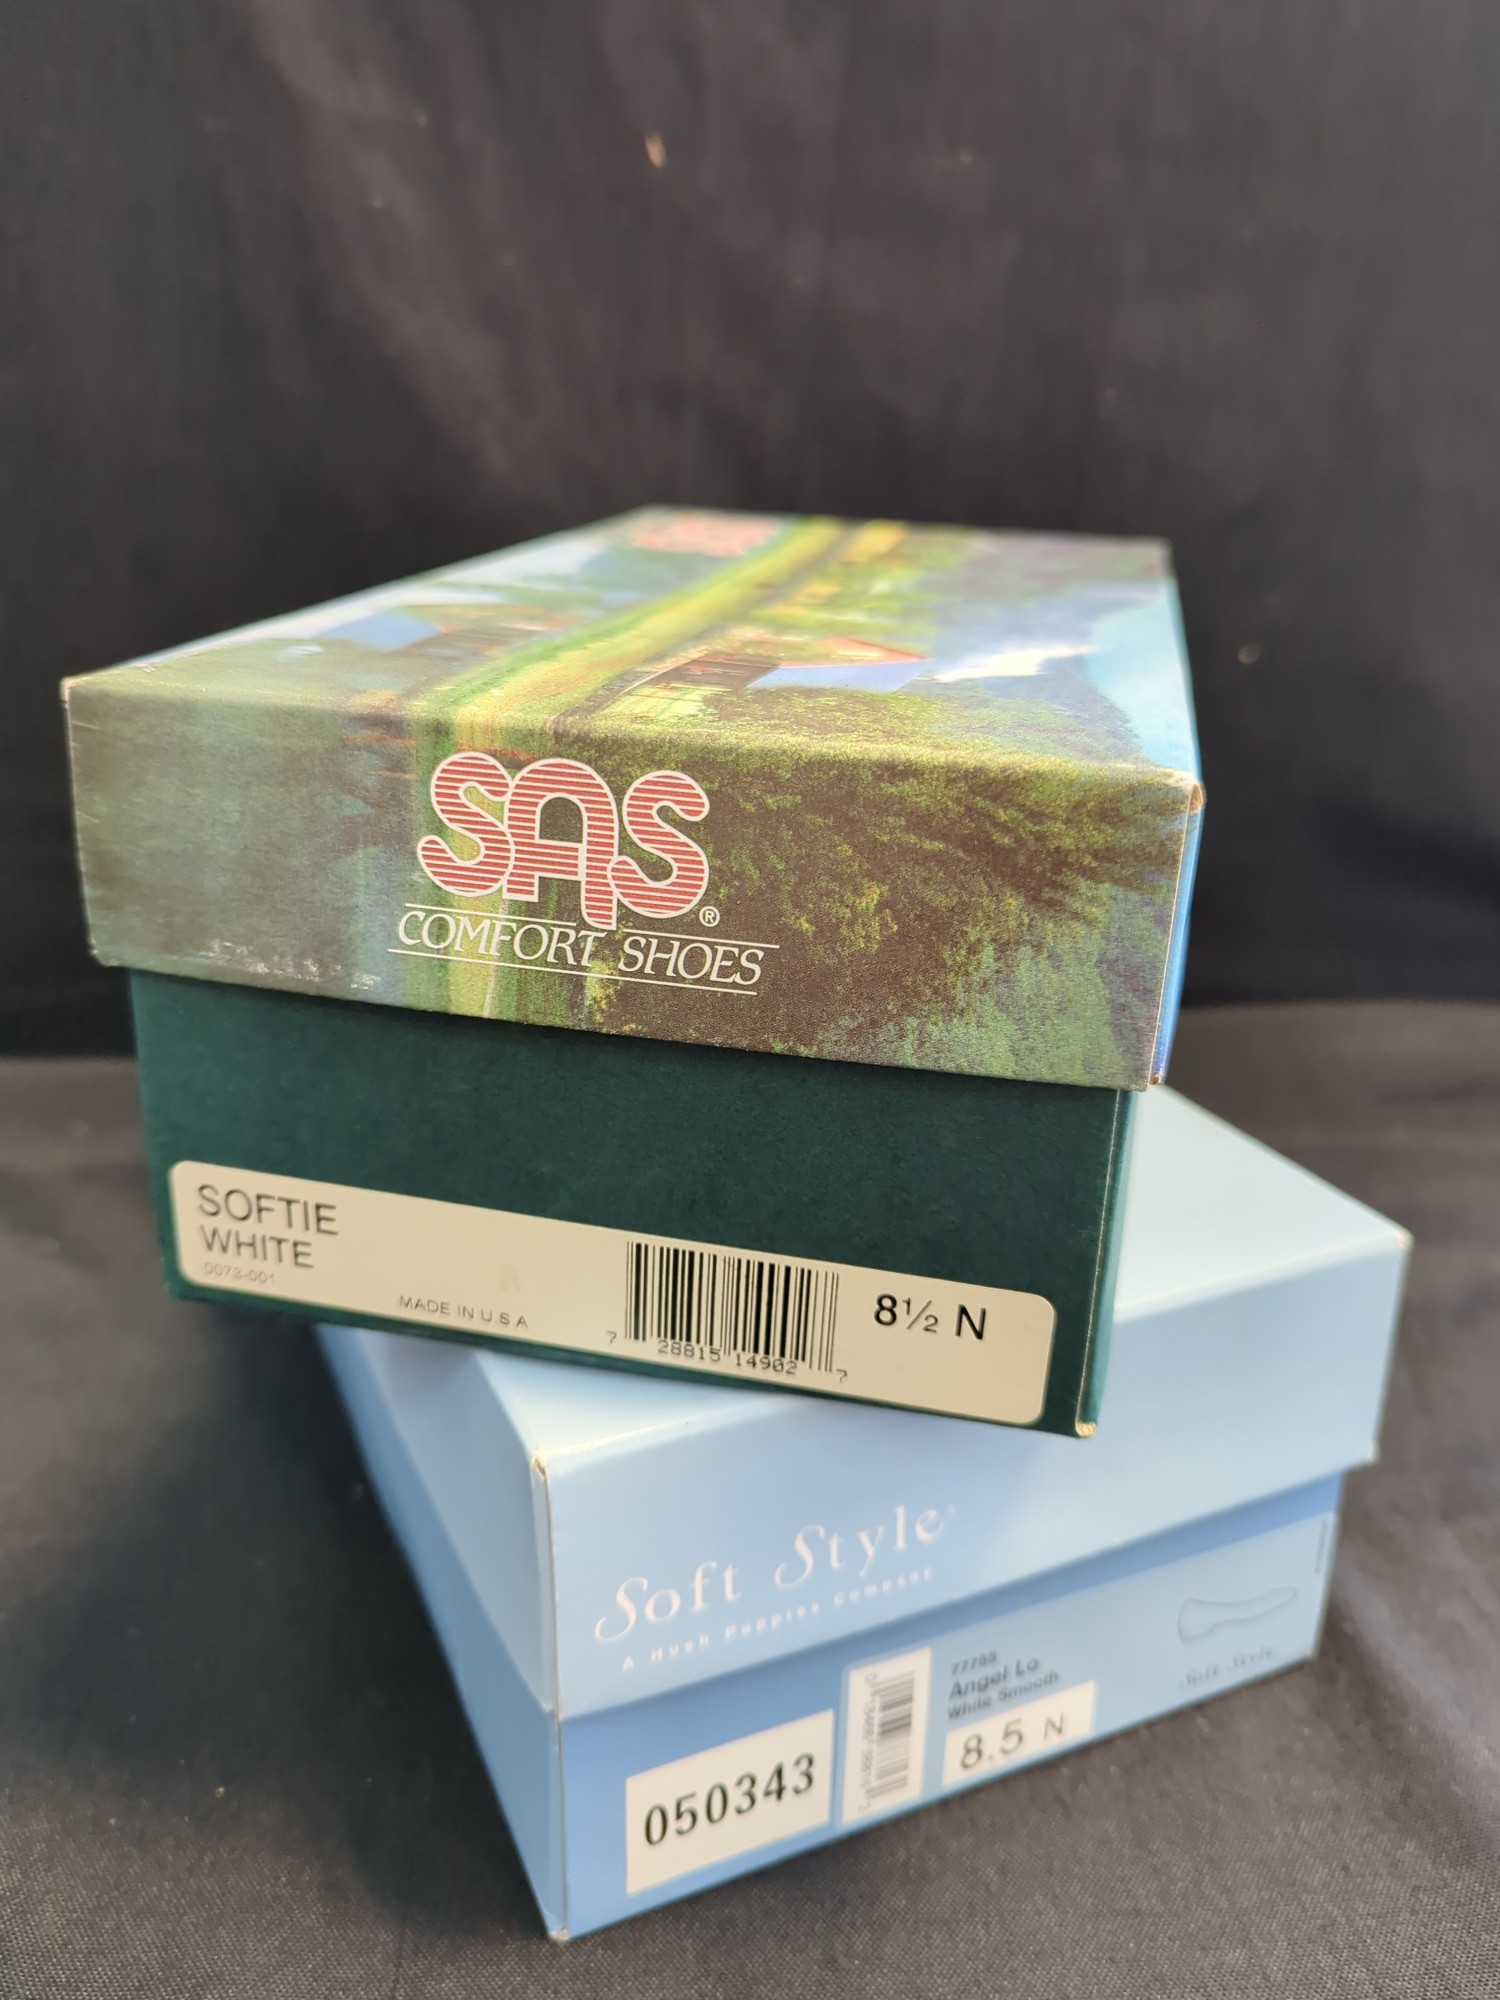 SAS®
COMFORT SHOES
SOFTIE
WHITE
0073-001
MADE IN U S A
7 28815 14902 7
8½ N
Soft Style
A Hush Puppies Company
Angel Lo
White Smooth
8.5 N
050343
Soft Style